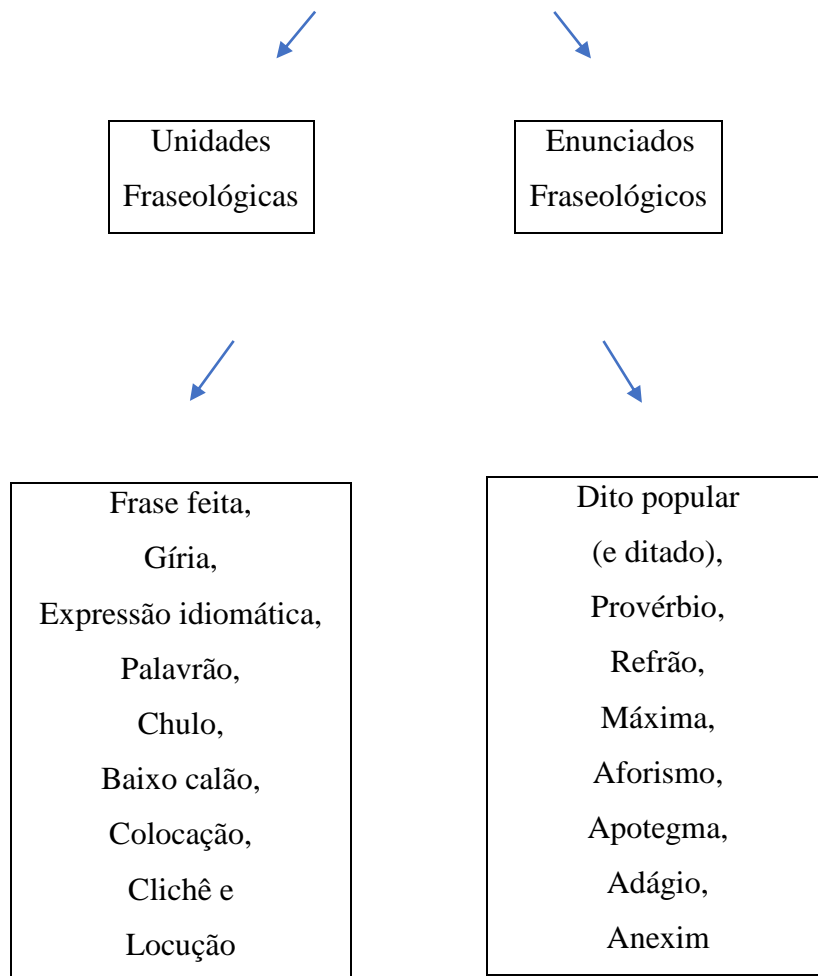 Unidades
Fraseológicas
Enunciados
Fraseológicos
Frase feita,
Gíria,
Expressão idiomática,
Palavrão,
Chulo,
Baixo calão,
Colocação,
Clichê e
Locução
Dito popular
(e ditado),
Provérbio,
Refrão,
Máxima,
Aforismo,
Apotegma,
Adágio,
Anexim